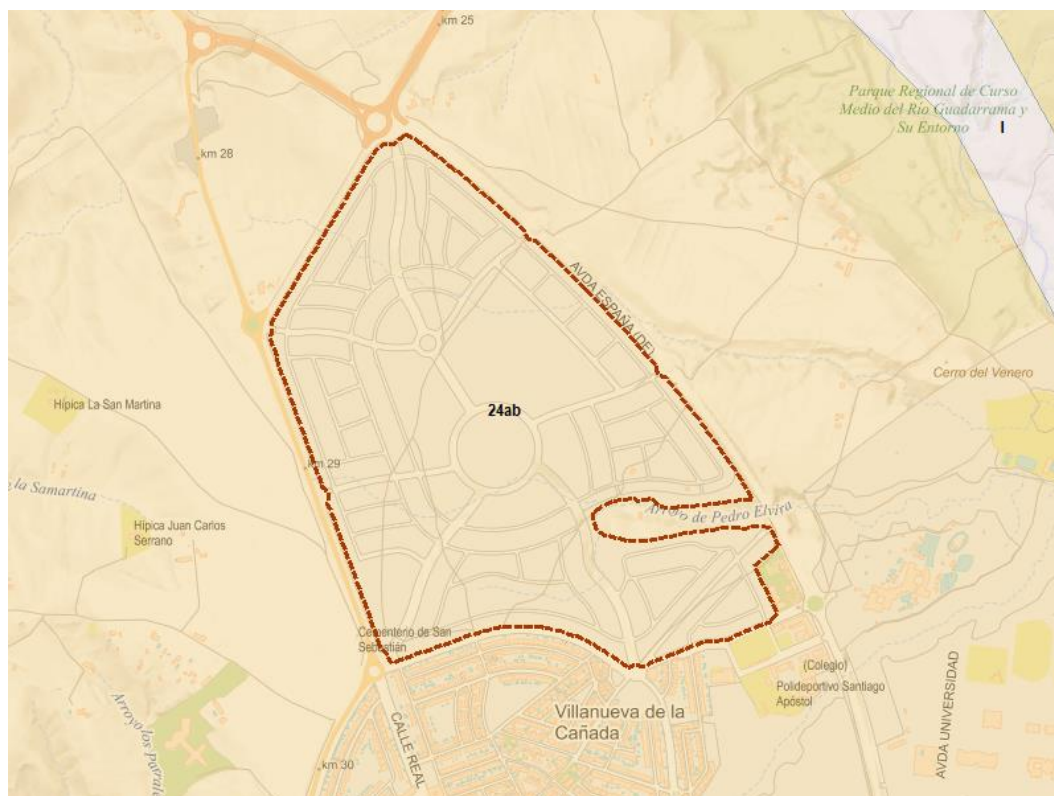 km 25
Parque Regional de Curso
Medio del Río Guadarrama y
Su Entorno
I
km 28
AVDA ESPAÑA (DE)
Cerro del Venero
Hípica La San Martina
24ab
km 29
la Samartina
Arroyo de Pedro Elvira
Hípica Juan Carlos
Serrano
Cementerio de San
Sebastián
(Colegio)
Polideportivo Santiago
Apóstol
Villanueva de la
Cañada
CALLE REAL
AVDA UNIVERSIDAD
Arroyo los
km 30